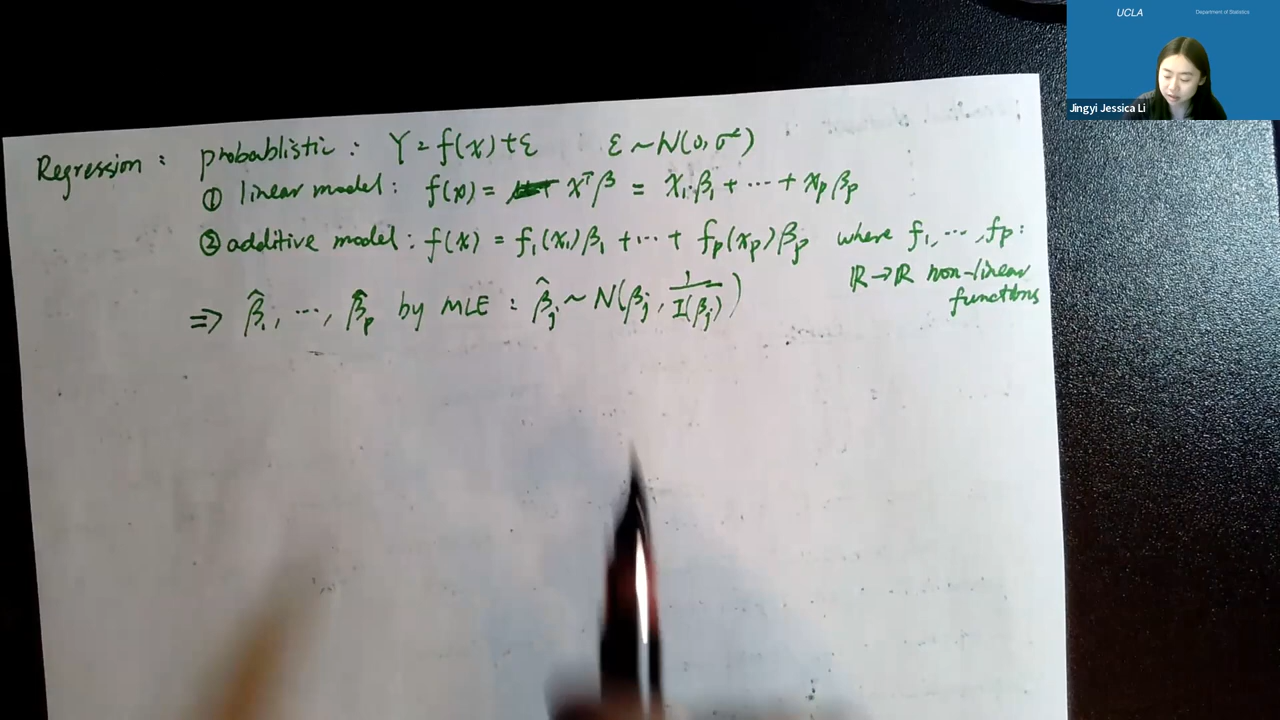 UCLA
Department of Statistics
Jingyi Jessica Li
Regression : probablistic : Y = f(x) + ε ε ~ N(0, σ²)
① linear model : f(x) = xᵀβ = x₁β₁ + ⋯ + xₚβₚ
② additive model : f(x) = f₁(x₁)β₁ + ⋯ + fₚ(xₚ)βₚ where f₁, ⋯, fₚ :
ℝ → ℝ non-linear
functions
⇒ β̂₁, ⋯, β̂ₚ by MLE : β̂ⱼ ~ N(βⱼ, 1/I(βⱼ))